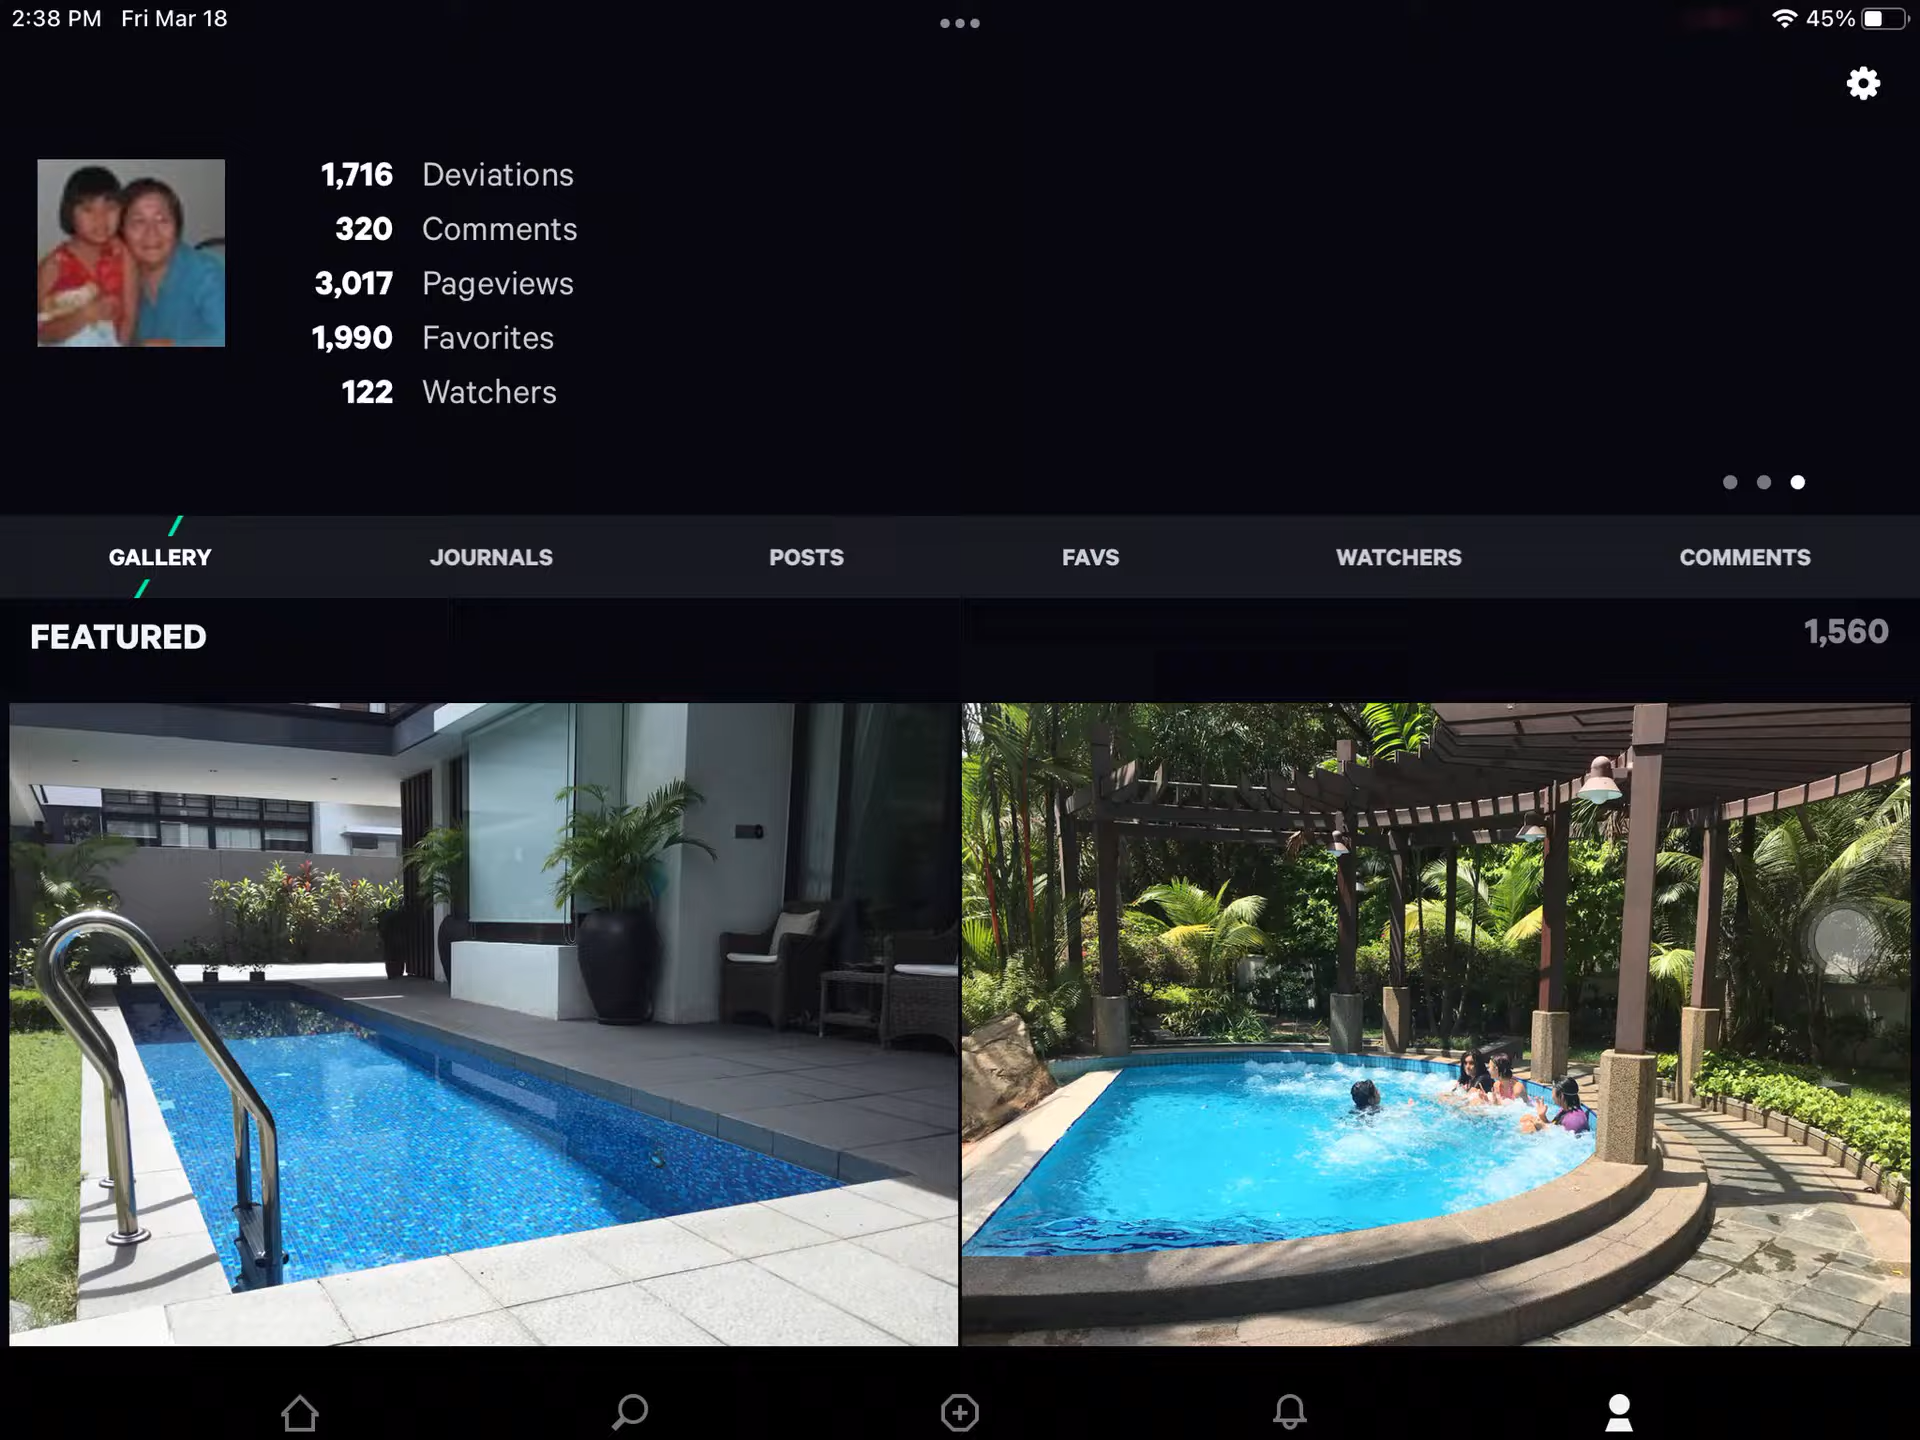 2:38 PM Fri Mar 18 45%
1,716 Deviations
320 Comments
3,017 Pageviews
1,990 Favorites
122 Watchers
GALLERY JOURNALS POSTS FAVS WATCHERS COMMENTS
FEATURED 1,560